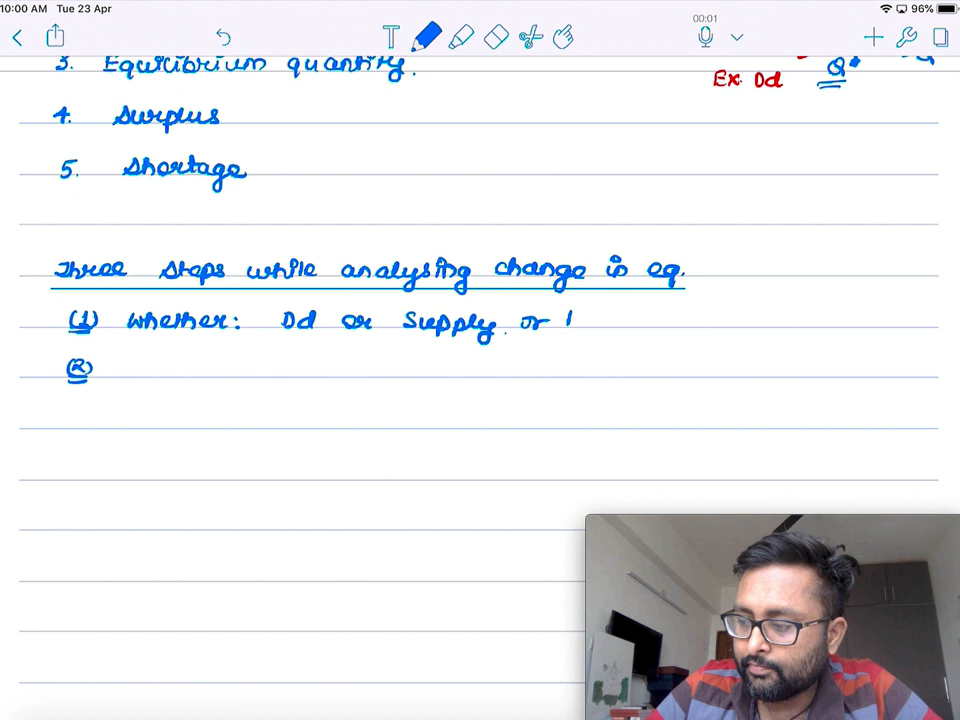 10:00 AM Tue 23 Apr 96%
00:01
T
3. Equilibrium quantity.
Ex. Dd Q*
4. Surplus
5. Shortage
Three steps while analysing change in eq.
(1) Whether: Dd or Supply. or
(2)